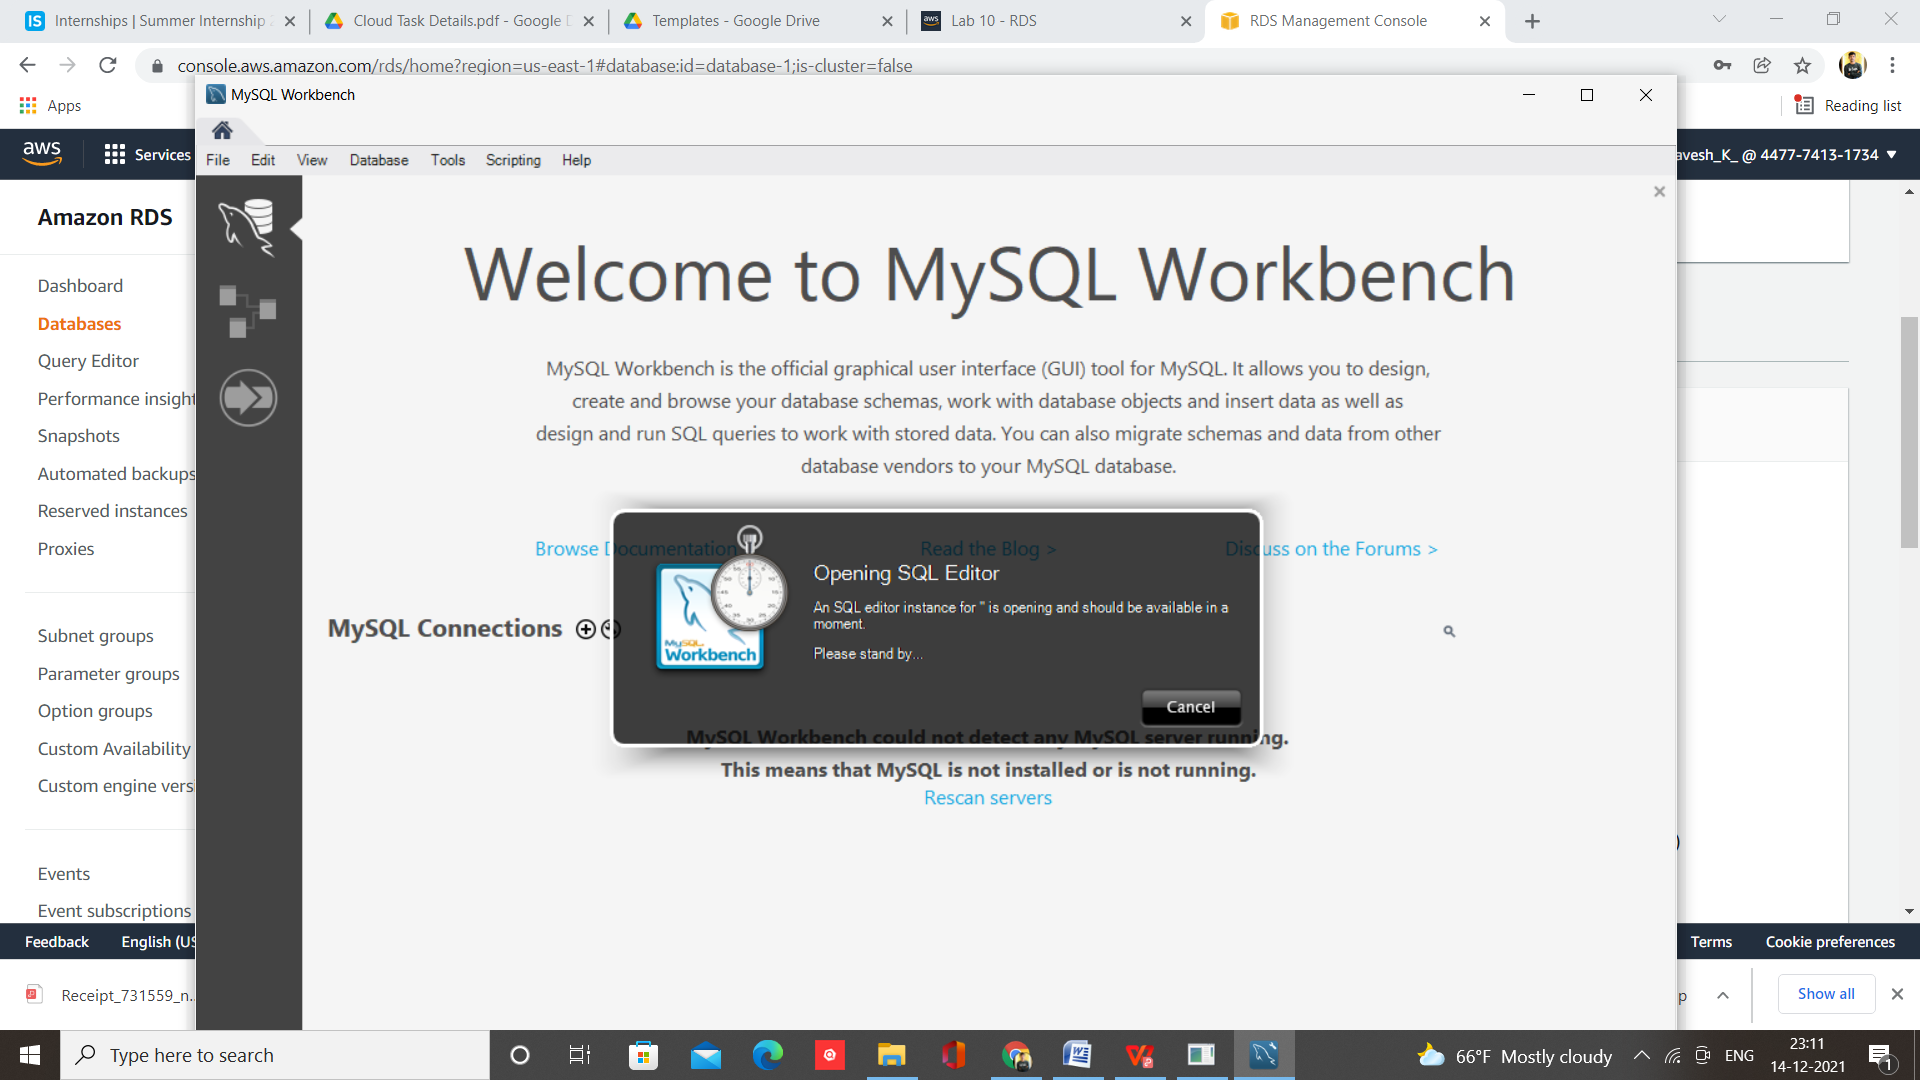 Internships | Summer Internship
Cloud Task Details.pdf - Google
Templates - Google Drive
aws
Lab 10 - RDS
RDS Management Console
console.aws.amazon.com/rds/home?region=us-east-1#database:id=database-1;is-cluster=false
Apps
Reading list
MySQL Workbench
aws
Services
avesh_K_ @ 4477-7413-1734
File Edit View Database Tools Scripting Help
Amazon RDS
Dashboard
Databases
Query Editor
Performance insight
Snapshots
Automated backups
Reserved instances
Proxies
Subnet groups
Parameter groups
Option groups
Custom Availability
Custom engine versi
Events
Event subscriptions
Welcome to MySQL Workbench
MySQL Workbench is the official graphical user interface (GUI) tool for MySQL. It allows you to design,
create and browse your database schemas, work with database objects and insert data as well as
design and run SQL queries to work with stored data. You can also migrate schemas and data from other
database vendors to your MySQL database.
Browse Documentation
Read the Blog >
Discuss on the Forums >
MySQL Connections
Opening SQL Editor
An SQL editor instance for '' is opening and should be available in a
moment.
Please stand by...
MySQL
Workbench
Cancel
MySQL Workbench could not detect any MySQL server running.
This means that MySQL is not installed or is not running.
Rescan servers
Feedback
English (US
Terms
Cookie preferences
Receipt_731559_n...
p
Show all
Type here to search
66°F Mostly cloudy
ENG
23:11
14-12-2021
1